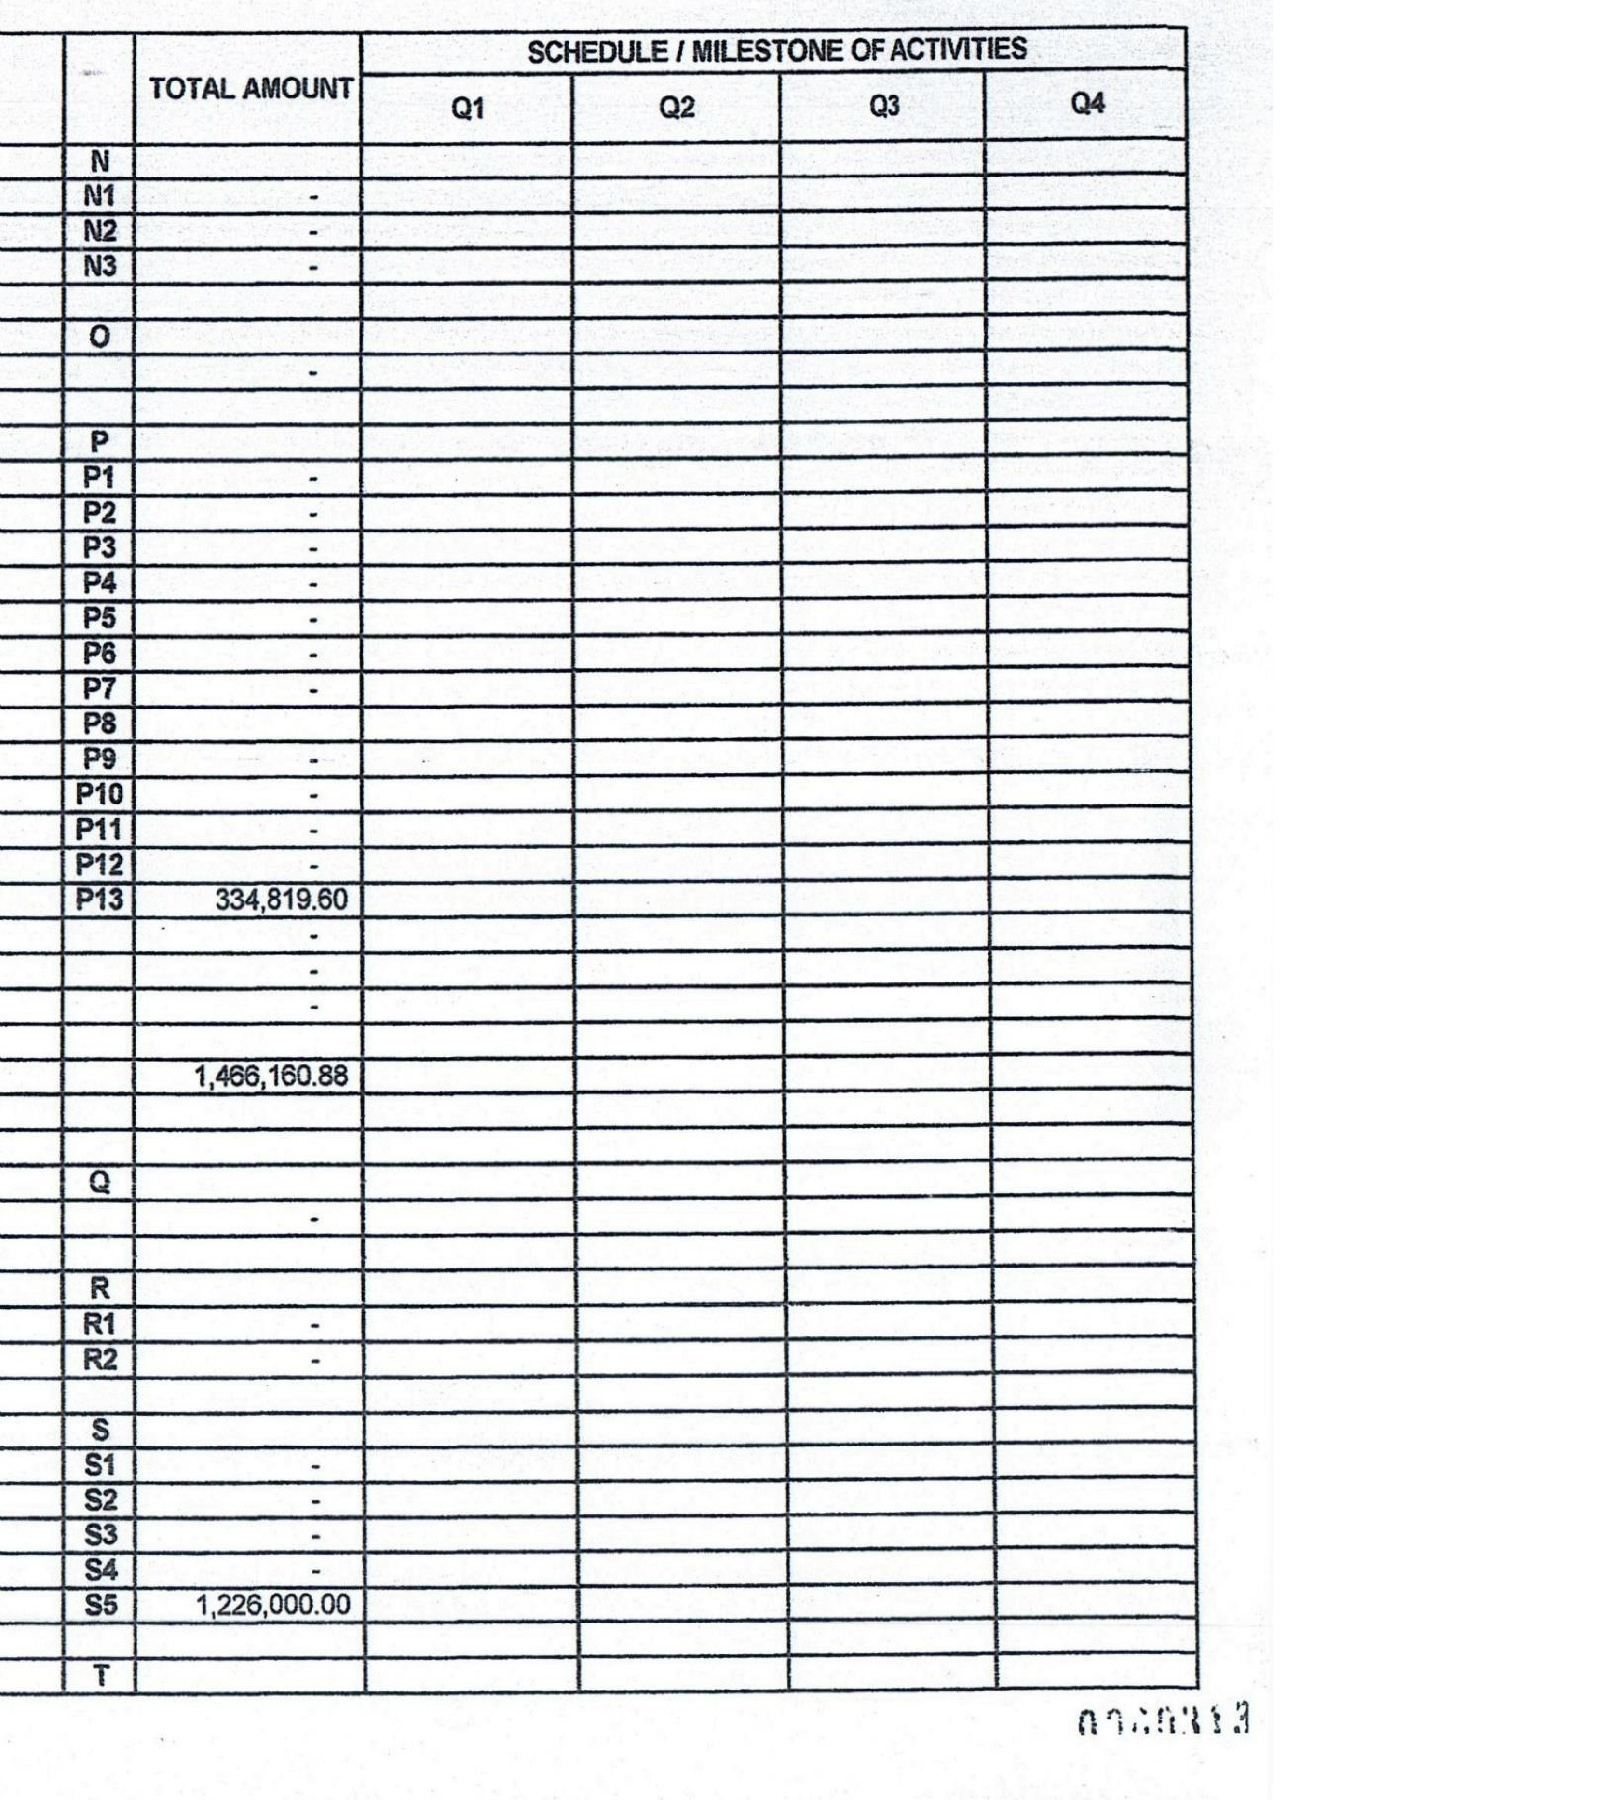 SCHEDULE / MILESTONE OF ACTIVITIES
TOTAL AMOUNT
Q1 Q2 Q3 Q4
N
N1 -
N2 -
N3 -
O
-
P
P1 -
P2 -
P3 -
P4 -
P5 -
P6 -
P7 -
P8
P9 -
P10 -
P11 -
P12 -
P13 334,819.60
-
-
-
1,466,160.88
Q
-
R
R1 -
R2 -
S
S1 -
S2 -
S3 -
S4 -
S5 1,226,000.00
T